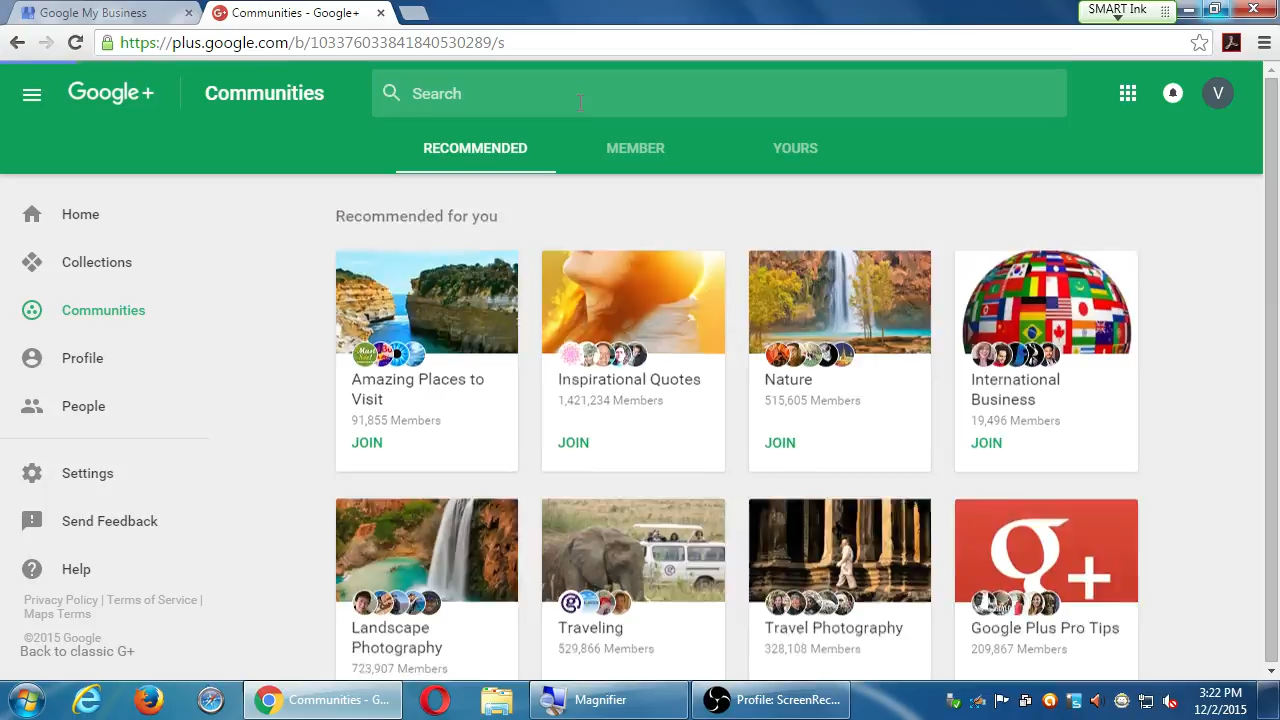 Google My Business
Communities - Google+
SMART Ink
https://plus.google.com/b/103376033841840530289/s
Google+
Communities
Search
V
RECOMMENDED
MEMBER
YOURS
Home
Collections
Communities
Profile
People
Settings
Send Feedback
Help
Privacy Policy | Terms of Service |
Maps Terms
©2015 Google
Back to classic G+
Recommended for you
Amazing Places to
Visit
91,855 Members
JOIN
Inspirational Quotes
1,421,234 Members
JOIN
Nature
515,605 Members
JOIN
International
Business
19,496 Members
JOIN
Landscape
Photography
723,907 Members
Traveling
529,866 Members
Travel Photography
328,108 Members
g+
Google Plus Pro Tips
209,867 Members
Communities - G...
Magnifier
Profile: ScreenRec...
3:22 PM
12/2/2015